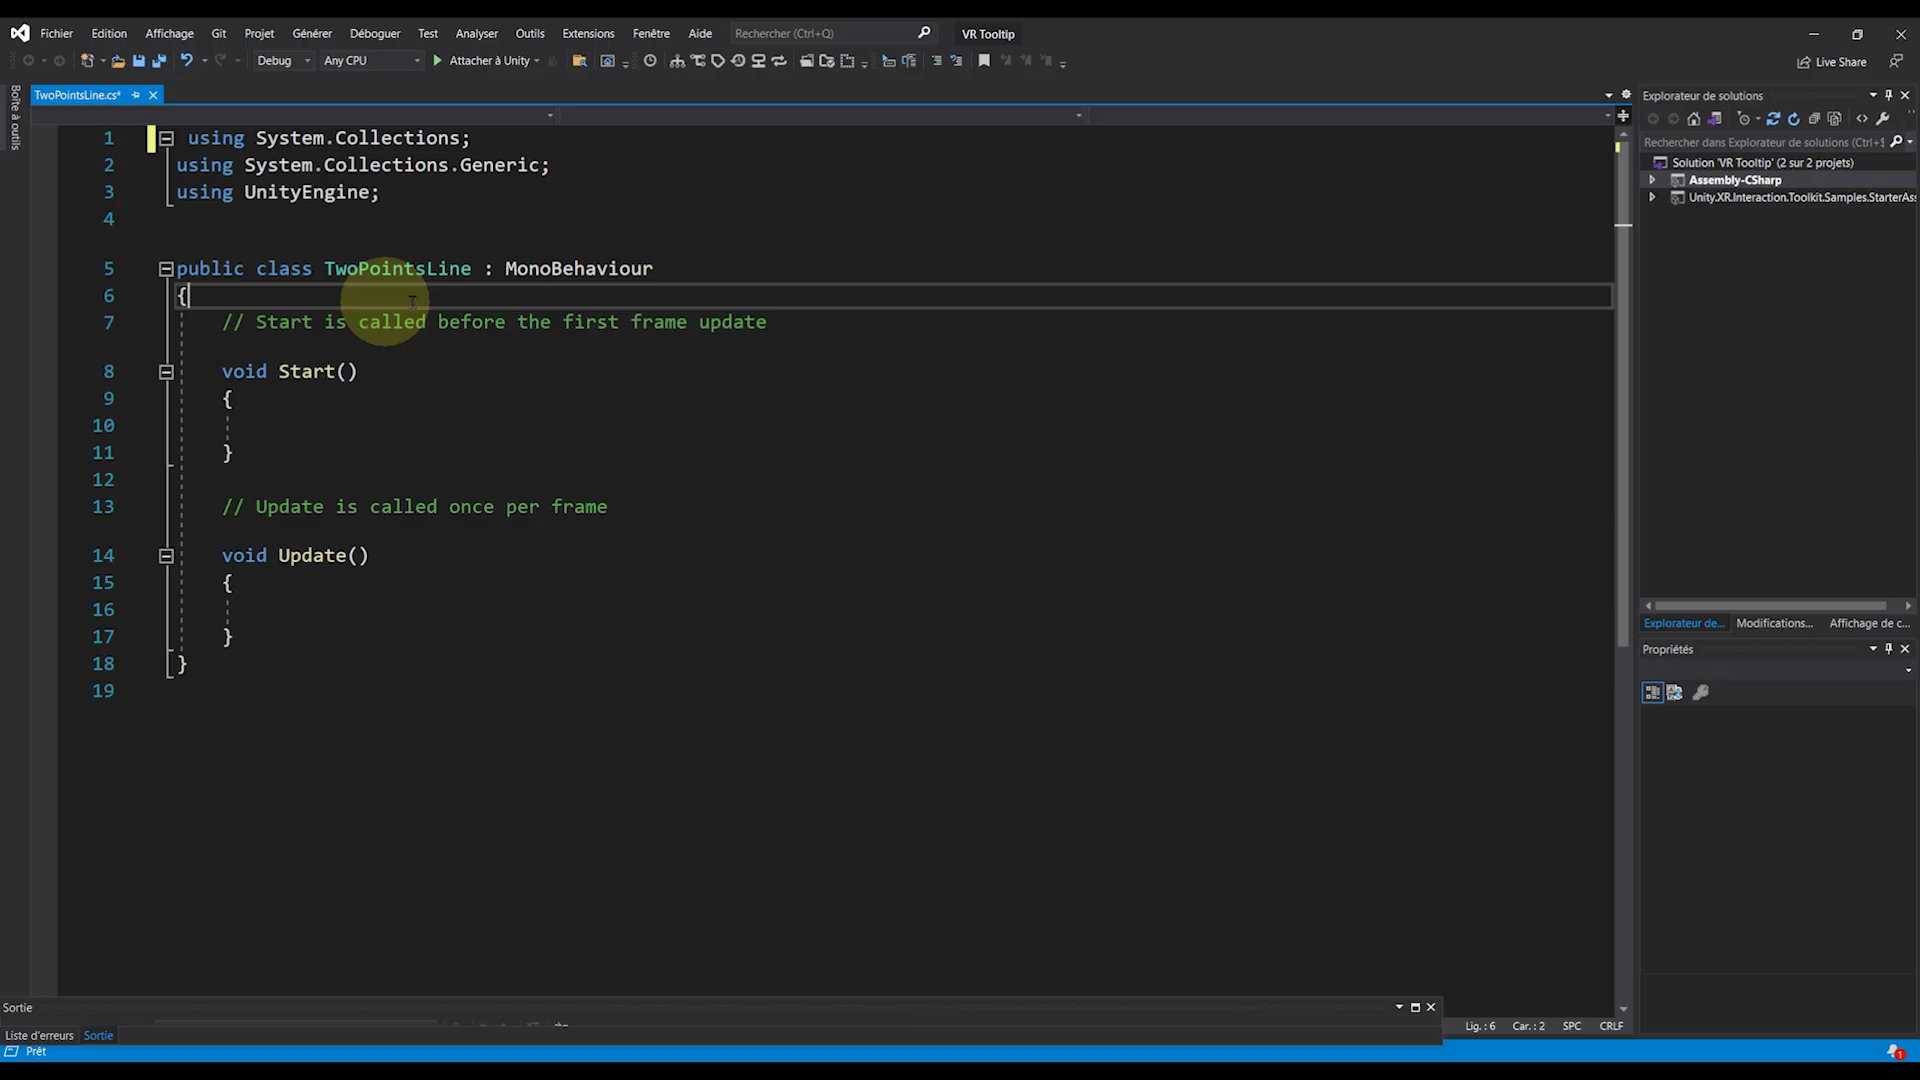 Fichier Edition Affichage Git Projet Générer Déboguer Test Analyser Outils Extensions Fenêtre Aide Rechercher (Ctrl+Q) VR Tooltip
Debug Any CPU Attacher à Unity Live Share
Boîte à outils
TwoPointsLine.cs*
1 using System.Collections;
2 using System.Collections.Generic;
3 using UnityEngine;
4
5 public class TwoPointsLine : MonoBehaviour
6 {
7 // Start is called before the first frame update
8 void Start()
9 {
10
11 }
12
13 // Update is called once per frame
14 void Update()
15 {
16
17 }
18 }
19
Explorateur de solutions
Rechercher dans Explorateur de solutions (Ctrl+$
Solution 'VR Tooltip' (2 sur 2 projets)
Assembly-CSharp
Unity.XR.Interaction.Toolkit.Samples.StarterAs
Explorateur de... Modifications... Affichage de c...
Propriétés
Sortie
Liste d'erreurs Sortie
Lig. : 6 Car. : 2 SPC CRLF
Prêt
1